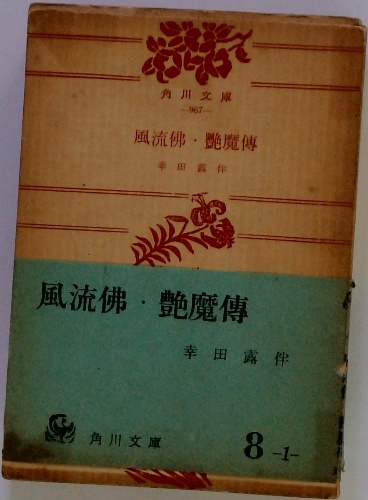 角川文庫
—967—
風流佛・艶魔傳
幸田露伴
風流佛・艶魔傳
幸田露伴
角川文庫
8 -1-